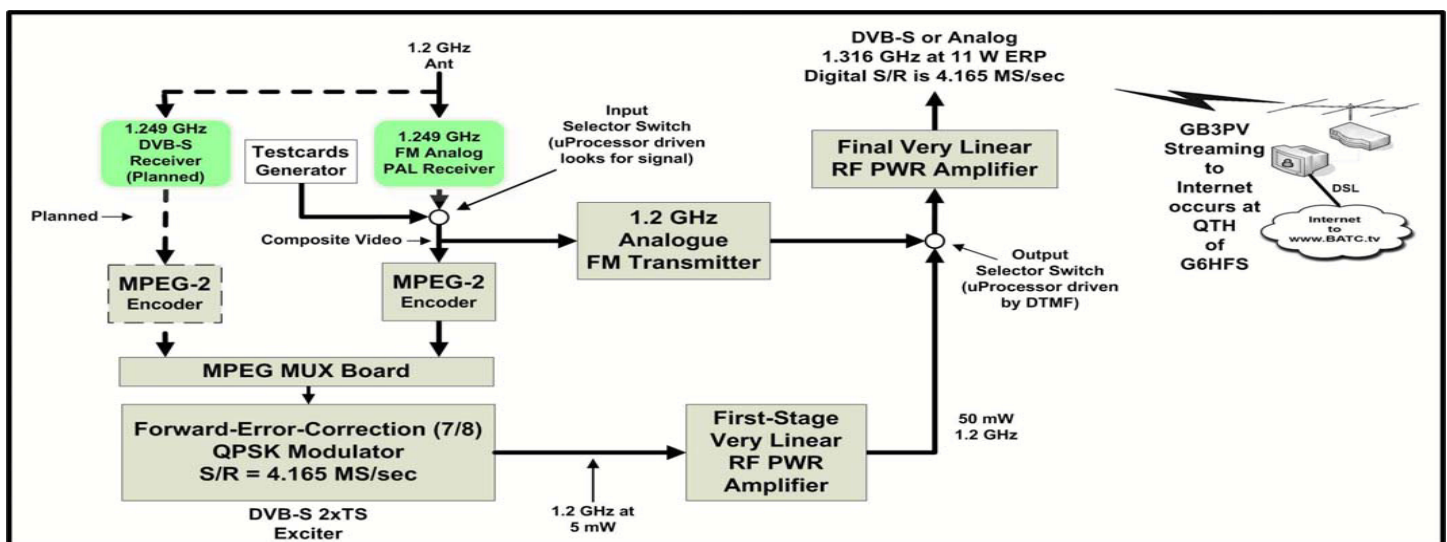 1.2 GHz
Ant
1.249 GHz
DVB-S
Receiver
(Planned)
Testcards
Generator
1.249 GHz
FM Analog
PAL Receiver
Input
Selector Switch
(uProcessor driven
looks for signal)
DVB-S or Analog
1.316 GHz at 11 W ERP
Digital S/R is 4.165 MS/sec
Final Very Linear
RF PWR Amplifier
GB3PV
Streaming
to
Internet
occurs at
QTH
of
G6HFS
DSL
Internet
to
www.BATC.tv
Planned
Composite Video
1.2 GHz
Analogue
FM Transmitter
Output
Selector Switch
(uProcessor driven
by DTMF)
MPEG-2
Encoder
MPEG-2
Encoder
MPEG MUX Board
Forward-Error-Correction (7/8)
QPSK Modulator
S/R = 4.165 MS/sec
DVB-S 2xTS
Exciter
1.2 GHz at
5 mW
First-Stage
Very Linear
RF PWR
Amplifier
50 mW
1.2 GHz